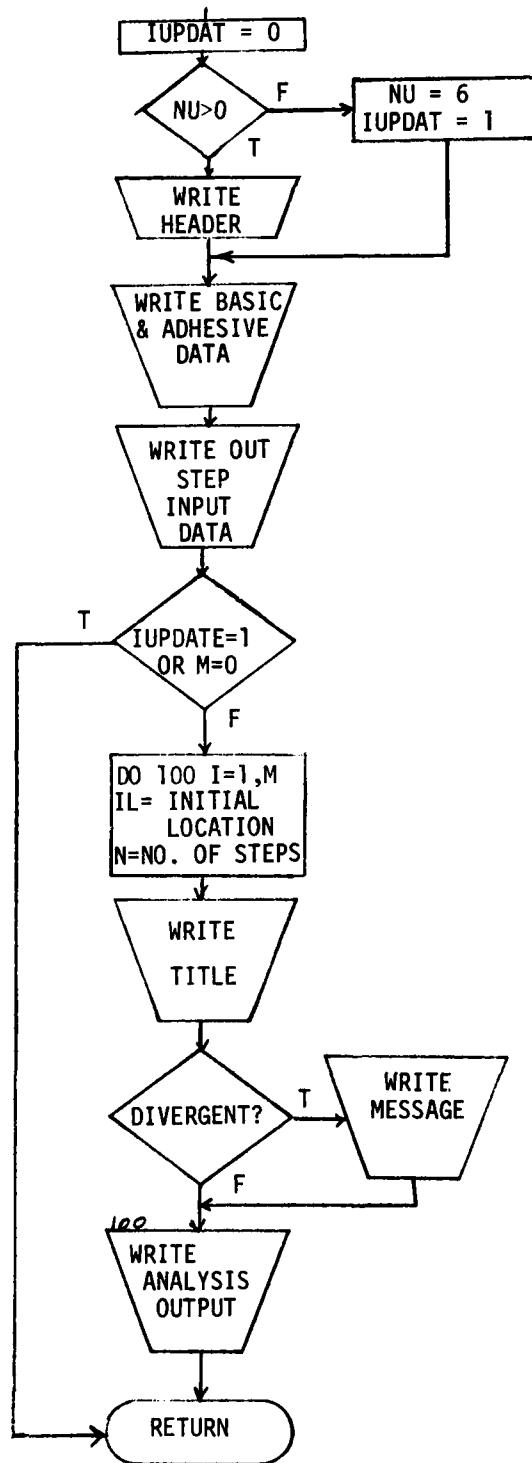 IUPDAT = 0
NU>0
F
NU = 6
IUPDAT = 1
T
WRITE
HEADER
WRITE BASIC
& ADHESIVE
DATA
WRITE OUT
STEP
INPUT
DATA
T
IUPDATE=1
OR M=0
F
DO 100 I=1,M
IL= INITIAL
LOCATION
N=NO. OF STEPS
WRITE
TITLE
DIVERGENT?
T
WRITE
MESSAGE
F
100
WRITE
ANALYSIS
OUTPUT
RETURN